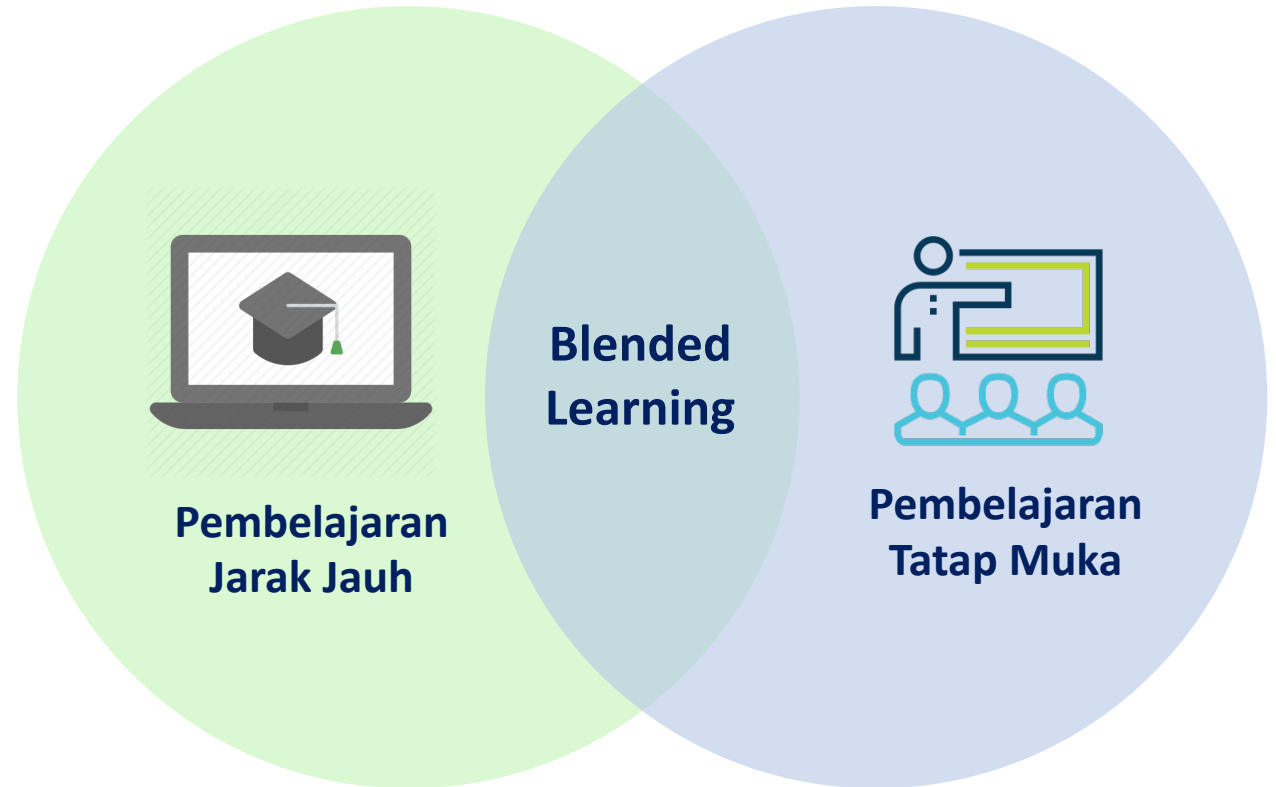 Pembelajaran
Jarak Jauh
Blended
Learning
Pembelajaran
Tatap Muka